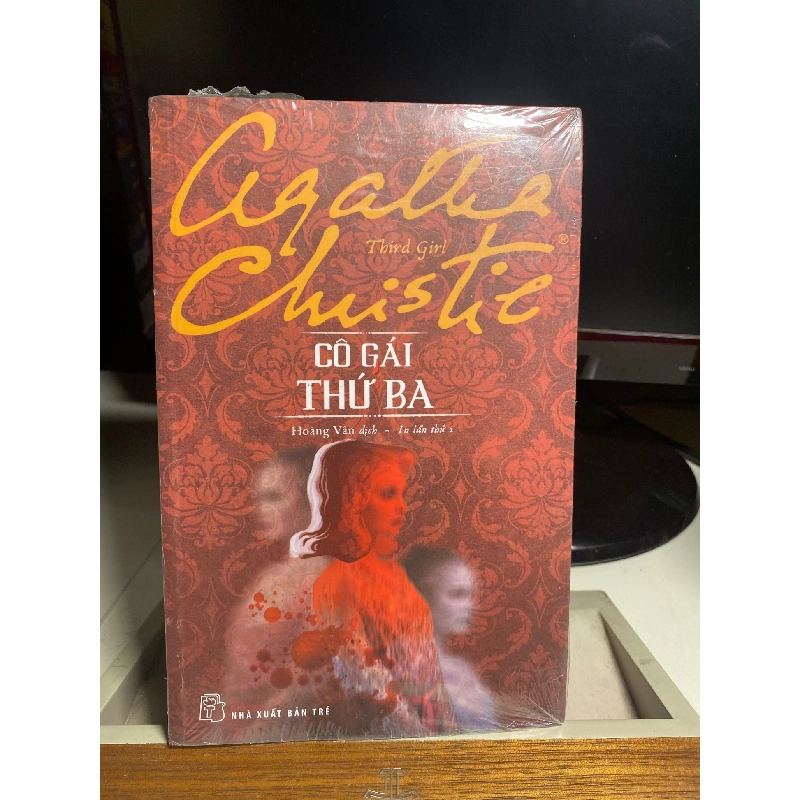 Agatha
Third Girl
Christie®
CÔ GÁI
THỨ BA
Hoàng Vân dịch - In lần thứ 2
NHÀ XUẤT BẢN TRẺ